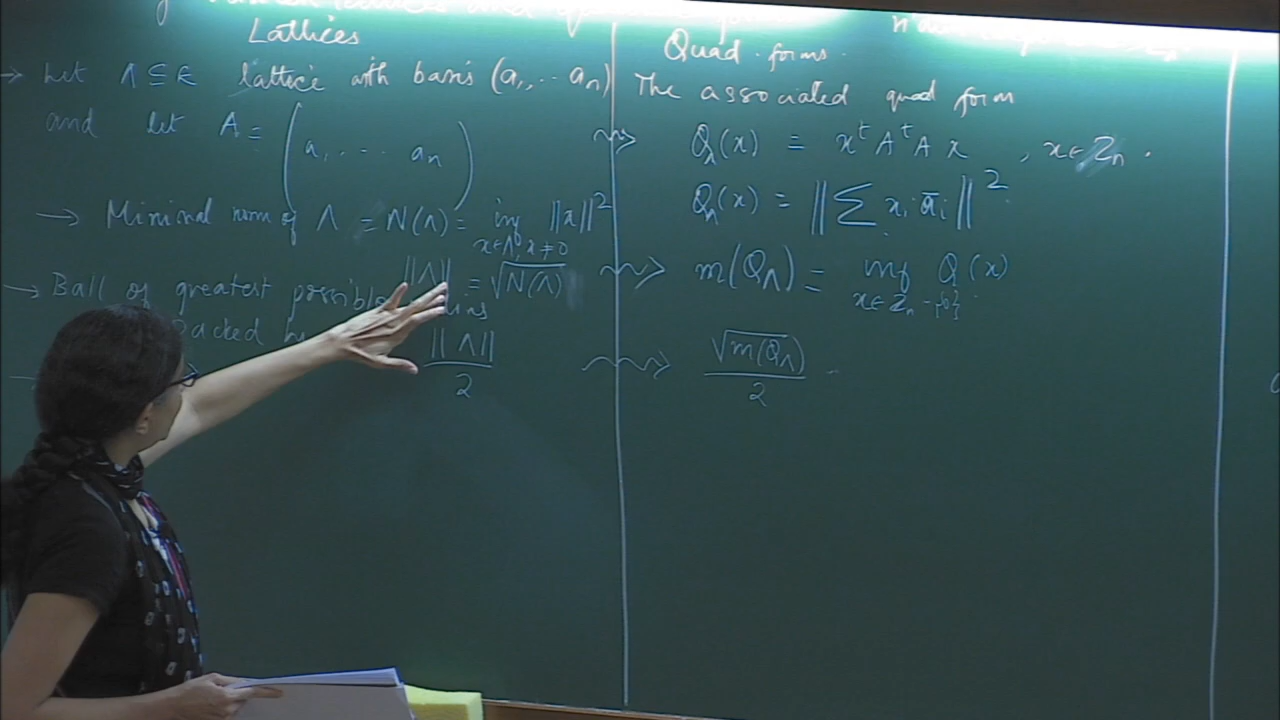 Lattices
→ Let Λ ⊆ E lattice with basis (a₁, .. aₙ)
and let A = ( a₁ .... aₙ )
→ Minimal norm of Λ = N(Λ) = inf ||x||²
x∈Λ, x≠0
||Λ|| = √N(Λ)
→ Ball of greatest possible
packed
||Λ||
2
Quad. forms.
The associated quad form
⇝ Q_Λ(x) = xᵗ Aᵗ A x , x ∈ ℤₙ .
Q_Λ(x) = || Σ xᵢ āᵢ ||²
⇝ m(Q_Λ) = inf Q(x)
x∈ℤₙ-{0}
⇝ √m(Q_Λ)
2